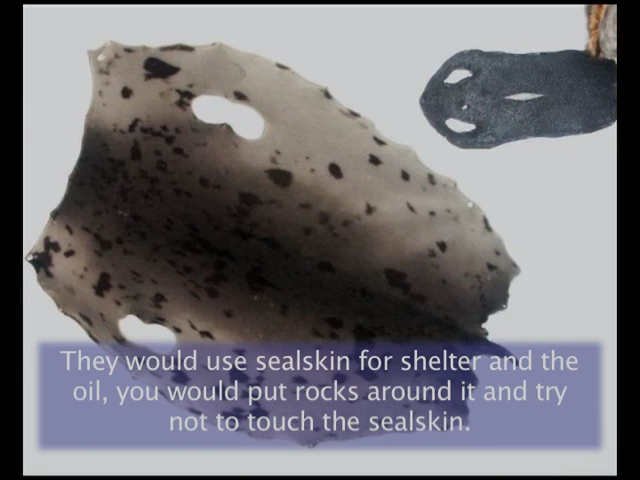 They would use sealskin for shelter and the
oil, you would put rocks around it and try
not to touch the sealskin.